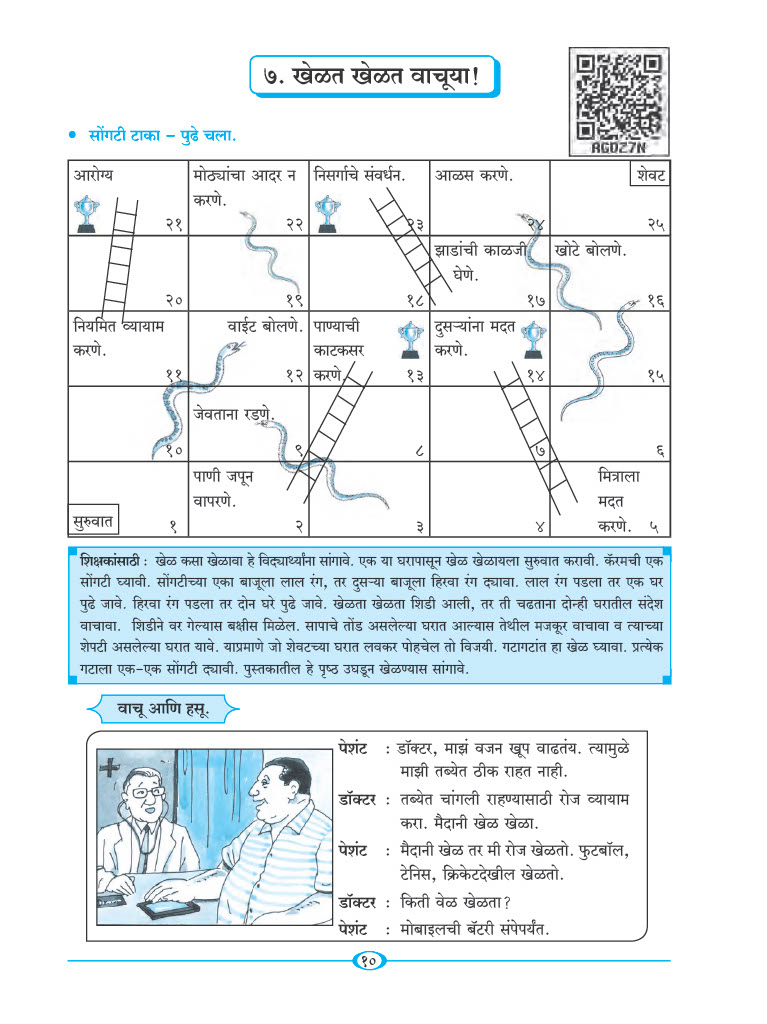 ७. खेळत खेळत वाचूया!
RGDZ7N
• सोंगटी टाका – पुढे चला.
आरोग्य
२१
मोठ्यांचा आदर न
करणे.
२२
निसर्गाचे संवर्धन.
२३
आळस करणे.
२४
शेवट
२५
२०
१९
१८
झाडांची काळजी
घेणे.
१७
खोटे बोलणे.
१६
नियमित व्यायाम
करणे.
११
वाईट बोलणे.
१२
पाण्याची
काटकसर
करणे.
१३
दुसऱ्यांना मदत
करणे.
१४
१५
१०
जेवताना रडणे.
९
८
७
६
सुरुवात
१
पाणी जपून
वापरणे.
२
३
४
मित्राला
मदत
करणे. ५
शिक्षकांसाठी : खेळ कसा खेळावा हे विद्यार्थ्यांना सांगावे. एक या घरापासून खेळ खेळायला सुरुवात करावी. कॅरमची एक
सोंगटी घ्यावी. सोंगटीच्या एका बाजूला लाल रंग, तर दुसऱ्या बाजूला हिरवा रंग द्यावा. लाल रंग पडला तर एक घर
पुढे जावे. हिरवा रंग पडला तर दोन घरे पुढे जावे. खेळता खेळता शिडी आली, तर ती चढताना दोन्ही घरातील संदेश
वाचावा. शिडीने वर गेल्यास बक्षीस मिळेल. सापाचे तोंड असलेल्या घरात आल्यास तेथील मजकूर वाचावा व त्याच्या
शेपटी असलेल्या घरात यावे. याप्रमाणे जो शेवटच्या घरात लवकर पोहचेल तो विजयी. गटागटांत हा खेळ घ्यावा. प्रत्येक
गटाला एक-एक सोंगटी द्यावी. पुस्तकातील हे पृष्ठ उघडून खेळण्यास सांगावे.
वाचू आणि हसू.
पेशंट : डॉक्टर, माझं वजन खूप वाढतंय. त्यामुळे
माझी तब्येत ठीक राहत नाही.
डॉक्टर : तब्येत चांगली राहण्यासाठी रोज व्यायाम
करा. मैदानी खेळ खेळा.
पेशंट : मैदानी खेळ तर मी रोज खेळतो. फुटबॉल,
टेनिस, क्रिकेटदेखील खेळतो.
डॉक्टर : किती वेळ खेळता?
पेशंट : मोबाइलची बॅटरी संपेपर्यंत.
१०